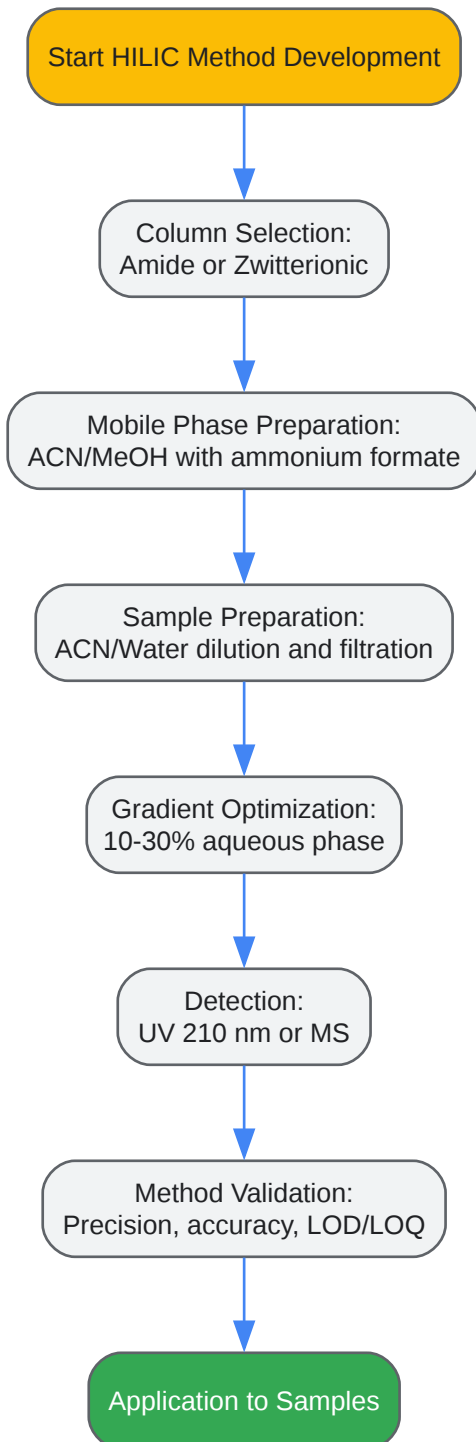 Start HILIC Method Development
Column Selection:
Amide or Zwitterionic
Mobile Phase Preparation:
ACN/MeOH with ammonium formate
Sample Preparation:
ACN/Water dilution and filtration
Gradient Optimization:
10-30% aqueous phase
Detection:
UV 210 nm or MS
Method Validation:
Precision, accuracy, LOD/LOQ
Application to Samples